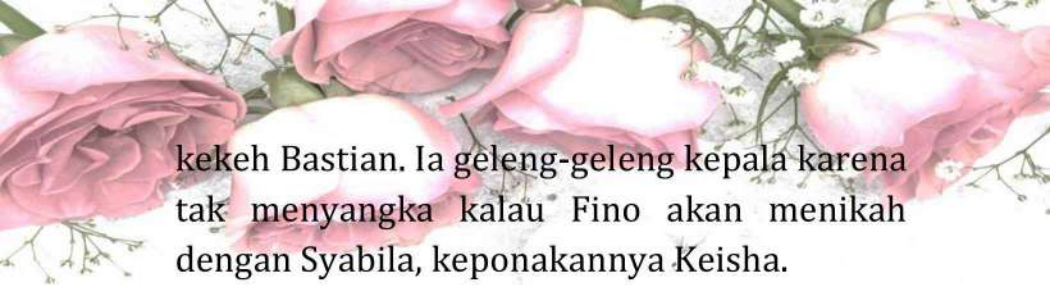 kekeh Bastian. Ia geleng-geleng kepala karena
tak menyangka kalau Fino akan menikah
dengan Syabila, keponakannya Keisha.